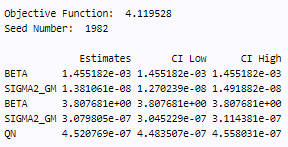 Objective Function:  4.119528
Seed Number:  1982
Estimates CI Low CI High
BETA 1.455182e-03 1.455182e-03 1.455182e-03
SIGMA2_GM 1.381061e-08 1.270239e-08 1.491882e-08
BETA 3.807681e+00 3.807681e+00 3.807681e+00
SIGMA2_GM 3.079805e-07 3.045229e-07 3.114381e-07
QN 4.520769e-07 4.483507e-07 4.558031e-07